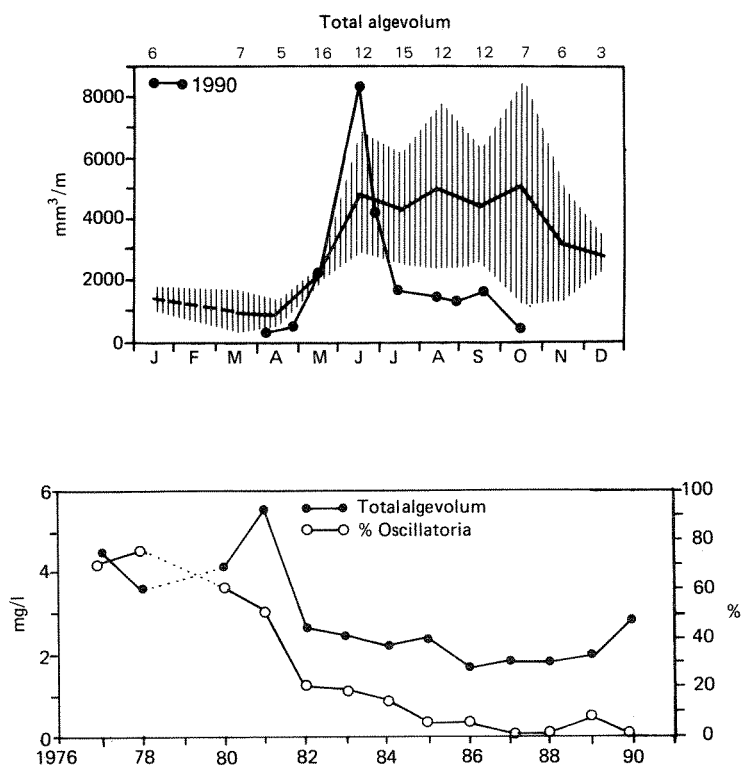 Total algevolum
6 7 5 16 12 15 12 12 7 6 3
1990
8000
6000
4000
2000
0
mm³/m
J F M A M J J A S O N D
6
4
2
0
mg/l
Totalalgevolum
% Oscillatoria
100
80
60
40
20
0
%
1976 78 80 82 84 86 88 90